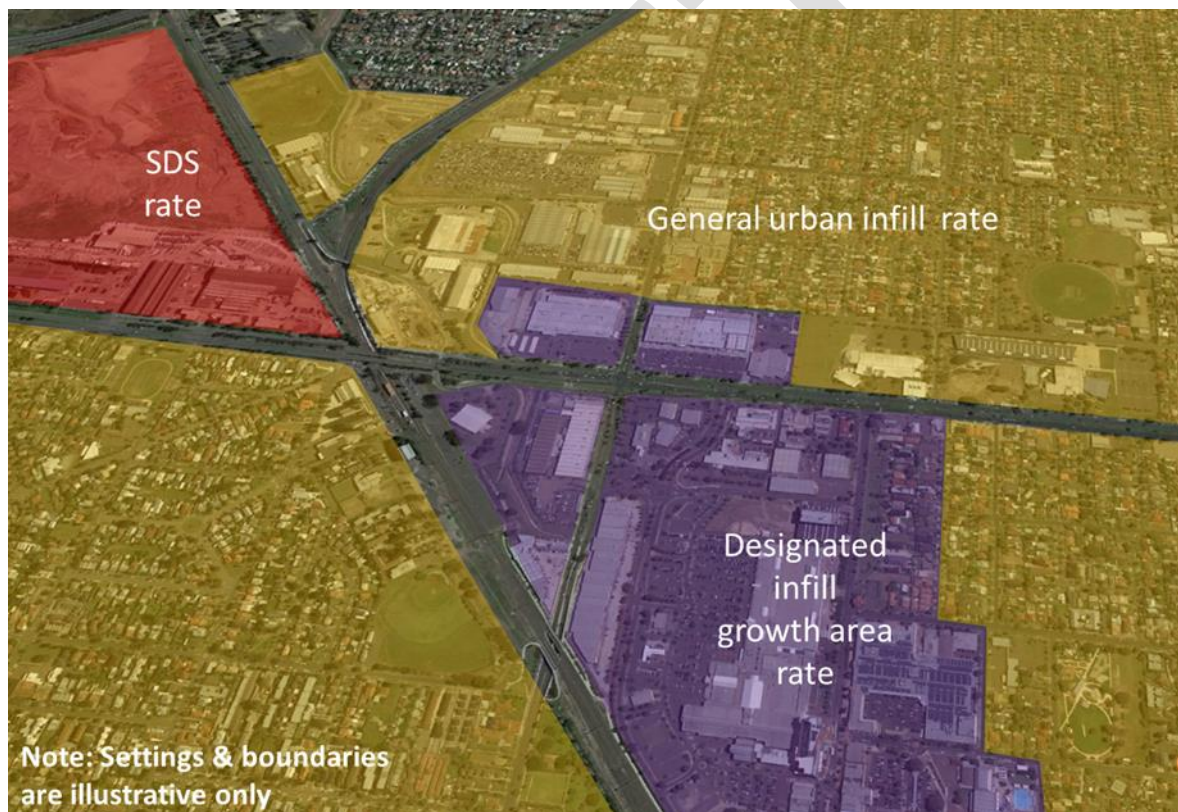 SDS
rate
General urban infill rate
Designated
infill
growth area
rate
Note: Settings & boundaries
are illustrative only